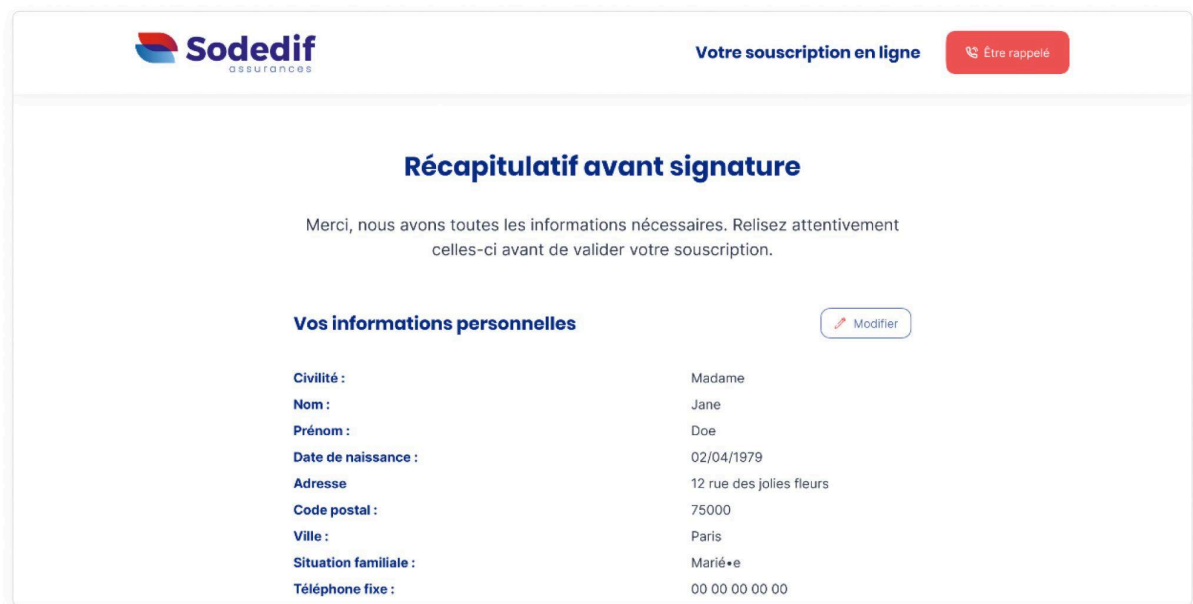 Sodedif
assurances
Votre souscription en ligne
Être rappelé
Récapitulatif avant signature
Merci, nous avons toutes les informations nécessaires. Relisez attentivement
celles-ci avant de valider votre souscription.
Vos informations personnelles
Modifier
Civilité : Madame
Nom : Jane
Prénom : Doe
Date de naissance : 02/04/1979
Adresse 12 rue des jolies fleurs
Code postal : 75000
Ville : Paris
Situation familiale : Marié•e
Téléphone fixe : 00 00 00 00 00